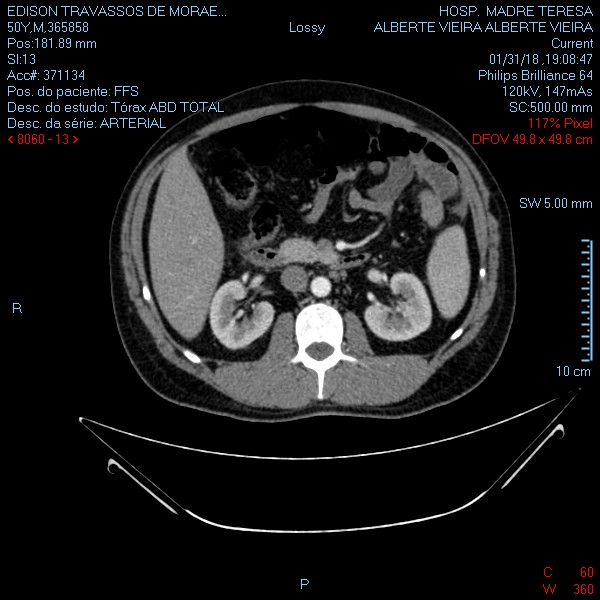 EDISON TRAVASSOS DE MORAE...
50Y,M,365858
Pos:181.89 mm
SI:13
Acc#: 371134
Pos. do paciente: FFS
Desc. do estudo: Tórax ABD TOTAL
Desc. da série: ARTERIAL
< 8060 - 13 >
Lossy
HOSP. MADRE TERESA
ALBERTE VIEIRA ALBERTE VIEIRA
Current
01/31/18 ,19:08:47
Philips Brilliance 64
120kV, 147mAs
SC:500.00 mm
117% Pixel
DFOV 49.8 x 49.8 cm
SW 5.00 mm
R
10 cm
P
C 60
W 360